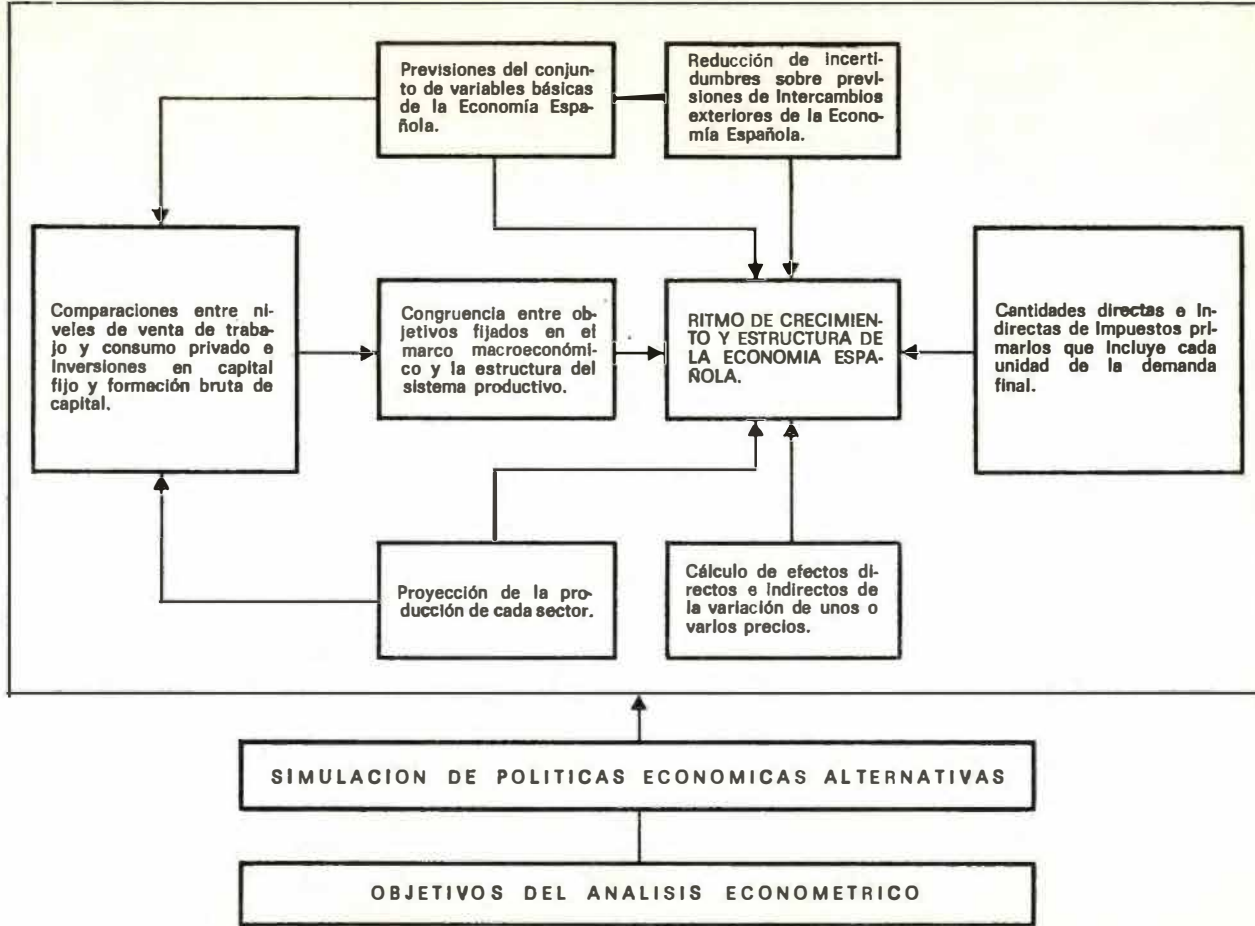 Previsiones del conjun-
to de variables básicas
de la Economía Espa-
ñola.
Reducción de incerti-
dumbres sobre previ-
siones de intercambios
exteriores de la Econo-
mía Española.
Comparaciones entre ni-
veles de venta de traba-
jo y consumo privado e
inversiones en capital
fijo y formación bruta de
capital.
Congruencia entre ob-
jetivos fijados en el
marco macroeconómi-
co y la estructura del
sistema productivo.
RITMO DE CRECIMIEN-
TO Y ESTRUCTURA DE
LA ECONOMIA ESPA-
ÑOLA.
Cantidades directas e in-
directas de impuestos pri-
marios que incluye cada
unidad de la demanda
final.
Proyección de la pro-
ducción de cada sector.
Cálculo de efectos di-
rectos e indirectos de
la variación de unos o
varios precios.
SIMULACION DE POLITICAS ECONOMICAS ALTERNATIVAS
OBJETIVOS DEL ANALISIS ECONOMETRICO